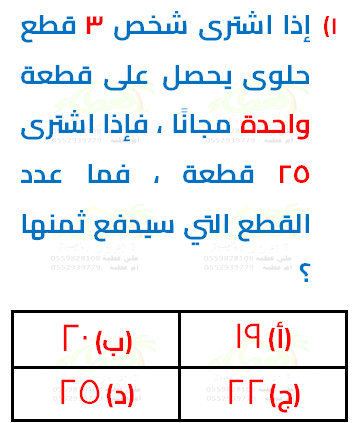 ١) إذا اشترى شخص ٣ قطع
حلوى يحصل على قطعة
واحدة مجانًا ، فإذا اشترى
٢٥ قطعة ، فما عدد
القطع التي سيدفع ثمنها
؟
(أ) ١٩ (ب) ٢٠
(ج) ٢٢ (د) ٢٥